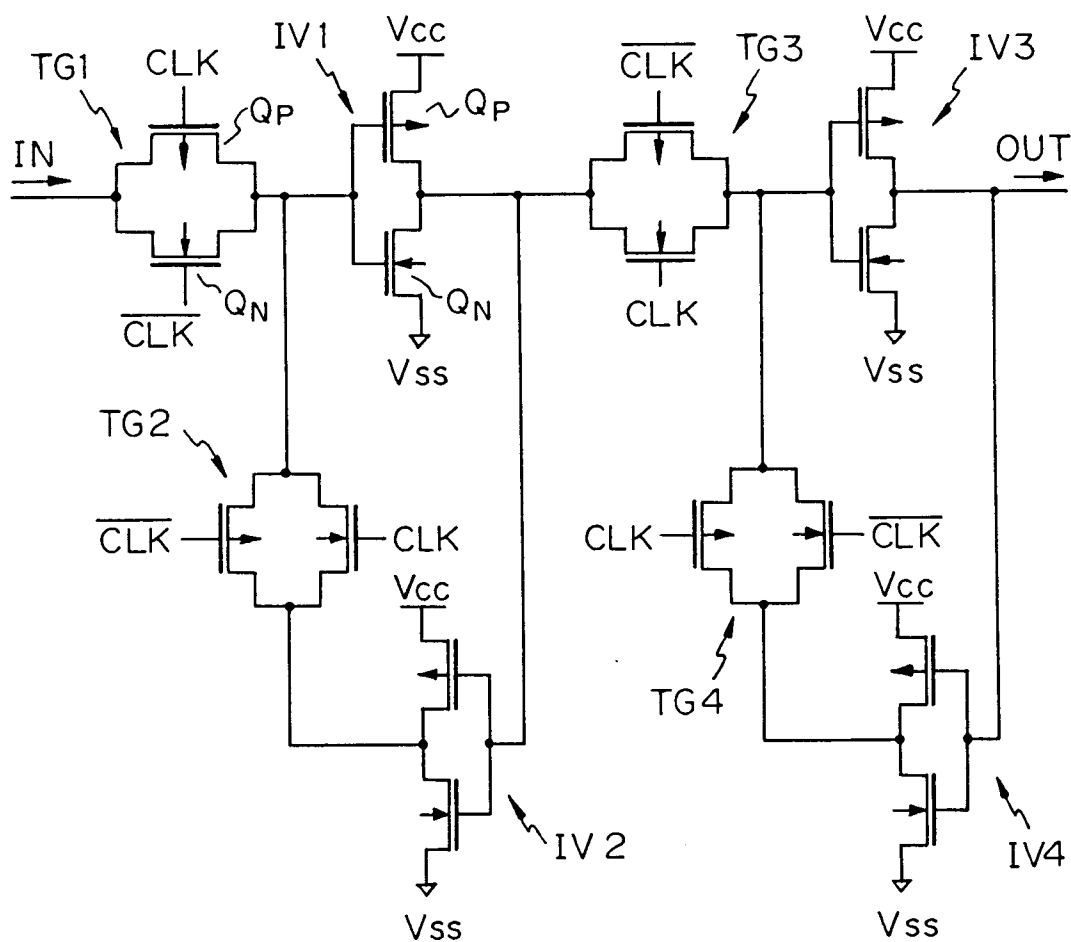 TG1
CLK
IV1
Vcc
CLK
TG3
Vcc
IV3
IN
QP
QP
OUT
QN
CLK
QN
Vss
CLK
Vss
TG2
CLK
CLK
CLK
CLK
Vcc
Vcc
TG4
IV2
IV4
Vss
Vss